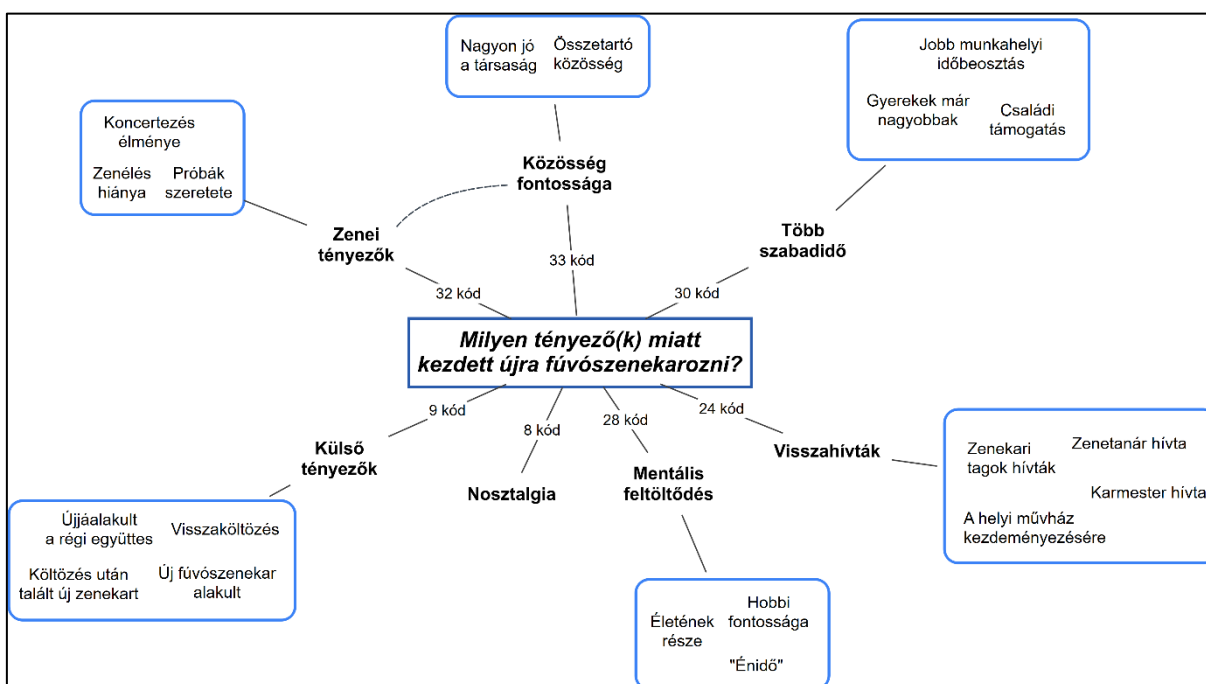 Nagyon jó
a társaság
Összetartó
közösség
Jobb munkahelyi
időbeosztás
Gyerekek már
nagyobbak
Családi
támogatás
Koncertezés
élménye
Zenélés
hiánya
Próbák
szeretete
Közösség
fontossága
Zenei
tényezők
Több
szabadidő
33 kód
32 kód
30 kód
Milyen tényező(k) miatt
kezdett újra fúvószenekarozni?
9 kód
8 kód
28 kód
24 kód
Külső
tényezők
Nosztalgia
Mentális
feltöltődés
Visszahívták
Zenekari
tagok hívták
Zenetanár hívta
Karmester hívta
A helyi művház
kezdeményezésére
Újjáalakult
a régi együttes
Visszaköltözés
Költözés után
talált új zenekart
Új fúvószenekar
alakult
Életének
része
Hobbi
fontossága
"Énidő"